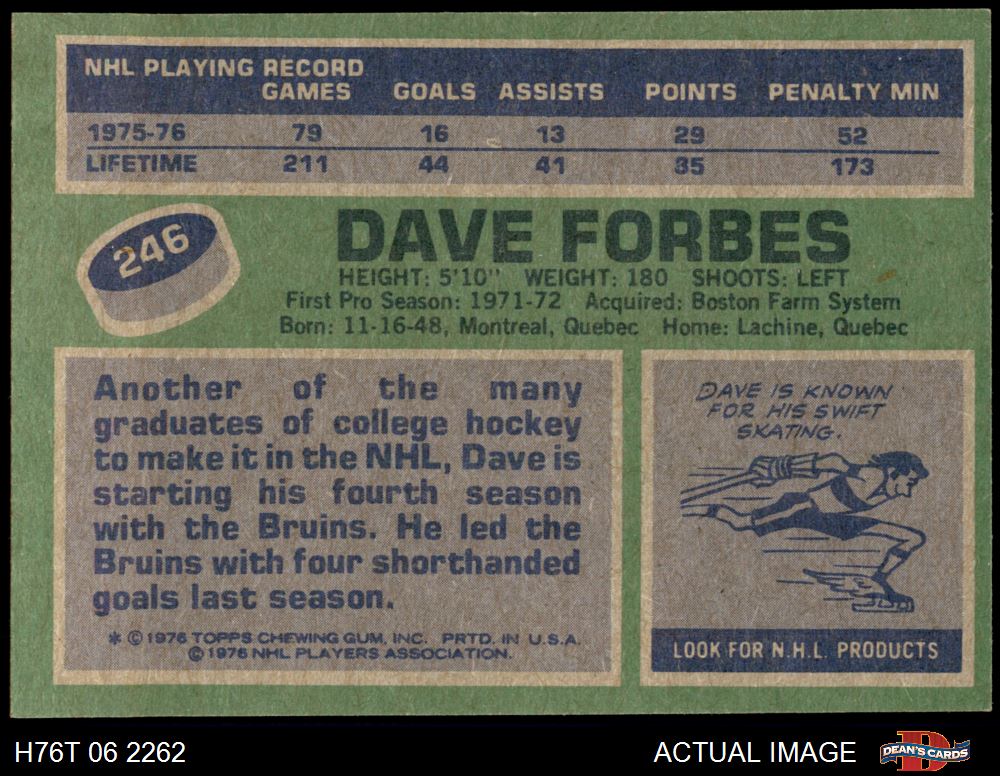 NHL PLAYING RECORD
GAMES GOALS ASSISTS POINTS PENALTY MIN
1975-76 79 16 13 29 52
LIFETIME 211 44 41 85 173
246
DAVE FORBES
HEIGHT: 5'10" WEIGHT: 180 SHOOTS: LEFT
First Pro Season: 1971-72 Acquired: Boston Farm System
Born: 11-16-48, Montreal, Quebec Home: Lachine, Quebec
Another of the many
graduates of college hockey
to make it in the NHL, Dave is
starting his fourth season
with the Bruins. He led the
Bruins with four shorthanded
goals last season.
* © 1976 TOPPS CHEWING GUM, INC. PRTD. IN U.S.A.
© 1976 NHL PLAYERS ASSOCIATION.
DAVE IS KNOWN
FOR HIS SWIFT
SKATING.
LOOK FOR N.H.L. PRODUCTS
H76T 06 2262
ACTUAL IMAGE
DEAN'S CARDS